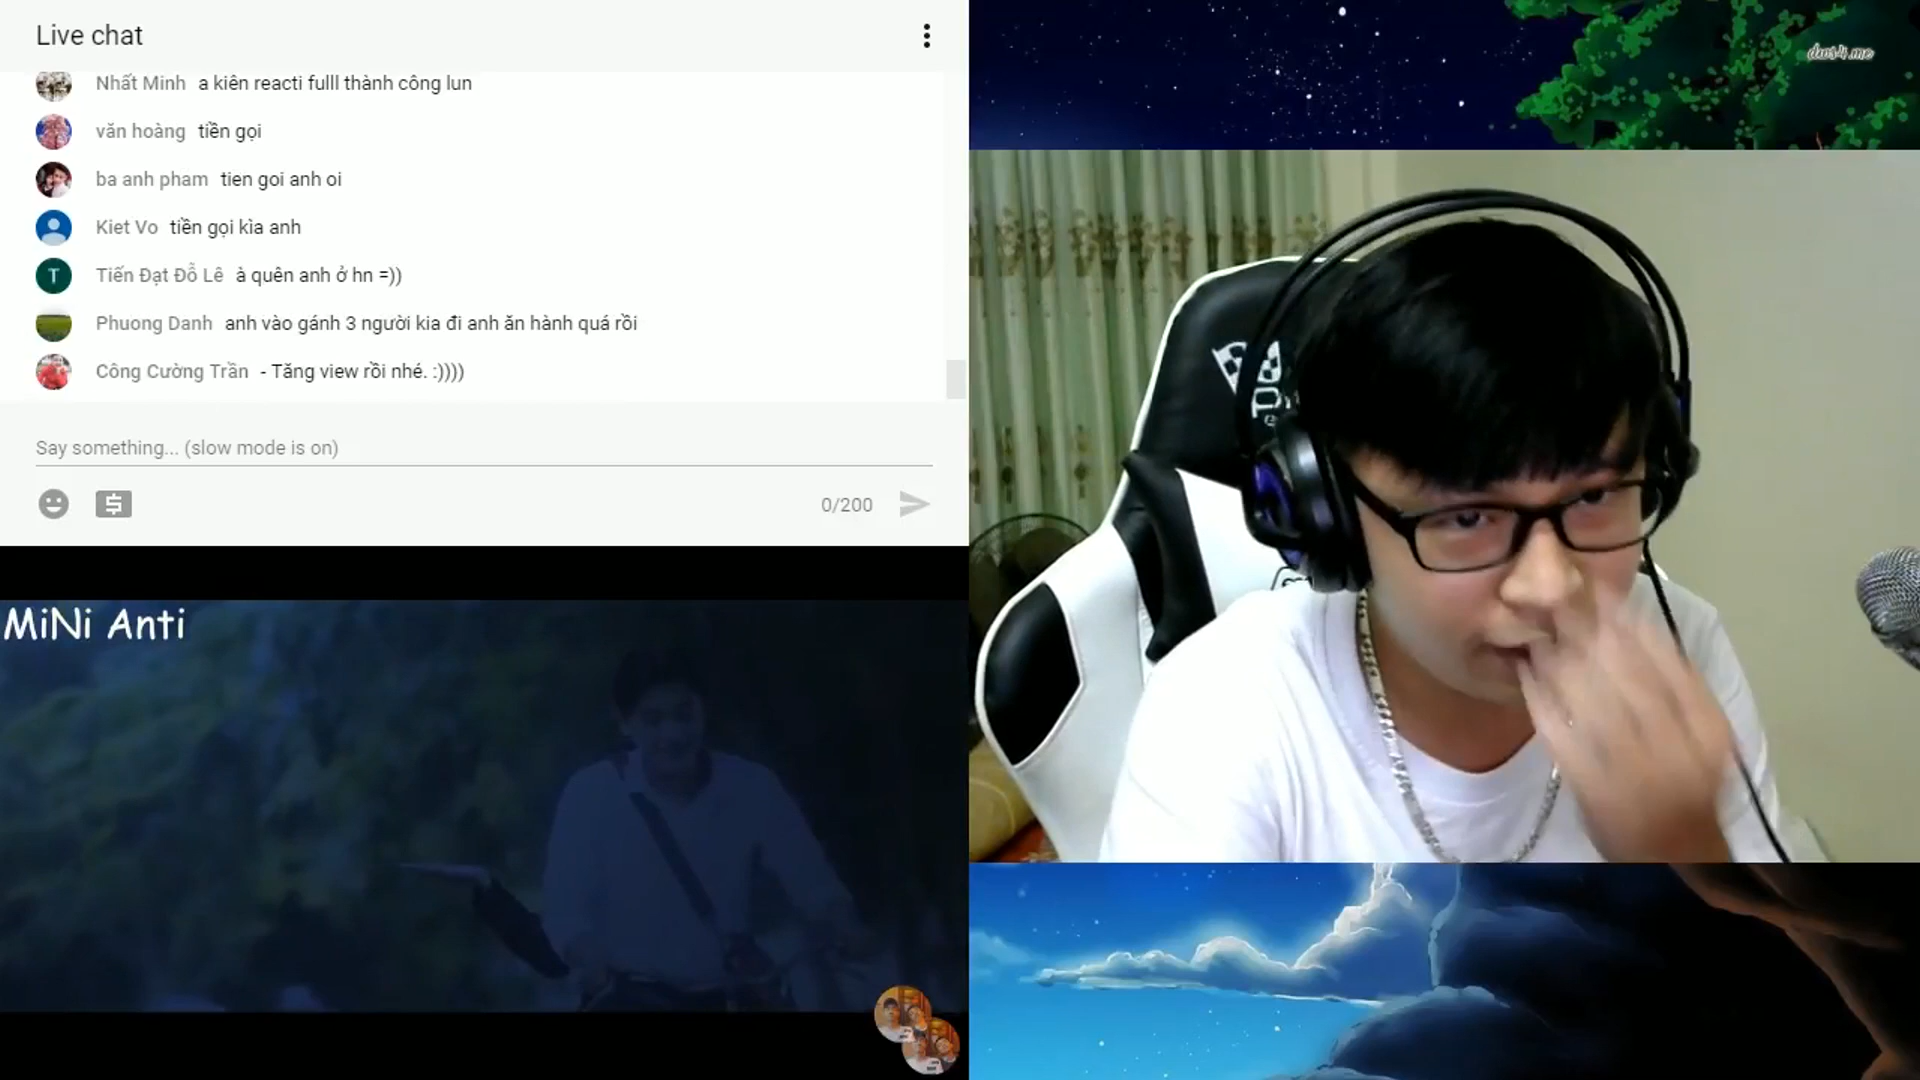 Live chat
Nhất Minh a kiên reacti fulll thành công lun
văn hoàng tiền gọi
ba anh pham tien goi anh oi
Kiet Vo tiền gọi kìa anh
T Tiến Đạt Đỗ Lê à quên anh ở hn =))
Phuong Danh anh vào gánh 3 người kia đi anh ăn hành quá rồi
Công Cường Trần - Tăng view rồi nhé. :))))
Say something... (slow mode is on)
0/200
MiNi Anti